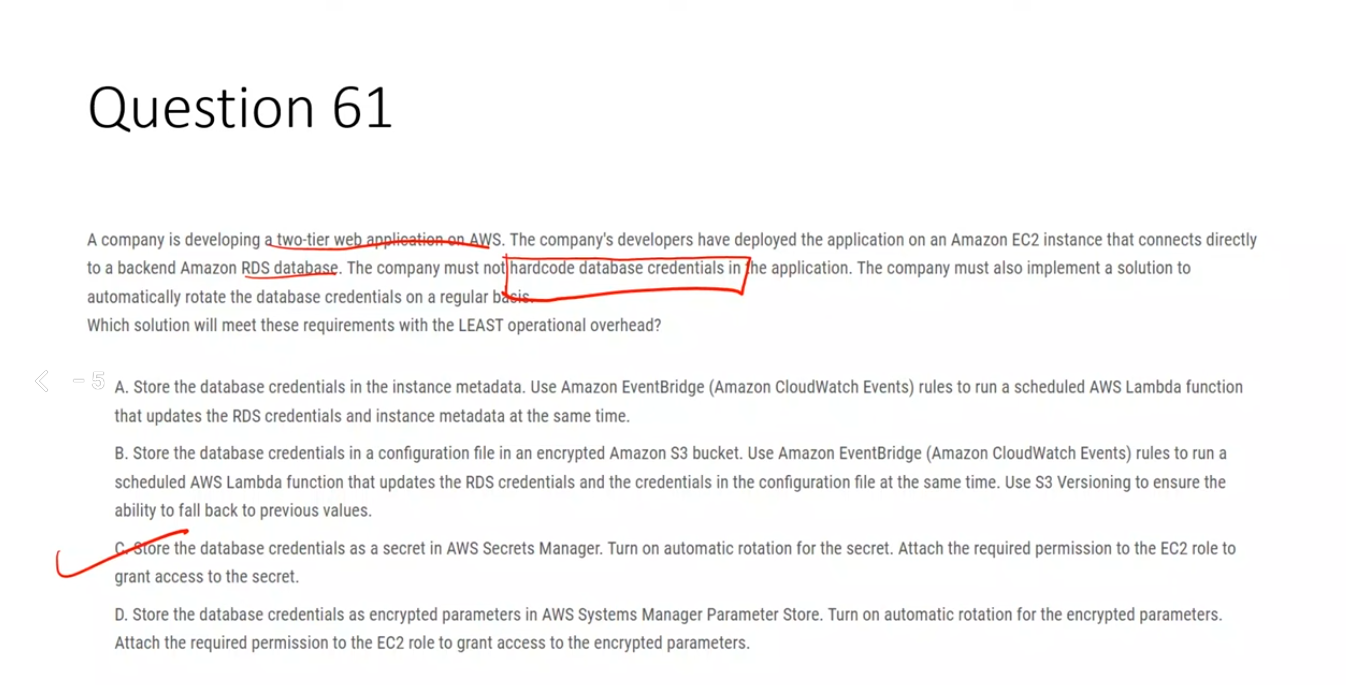 Question 61
A company is developing a two-tier web application on AWS. The company's developers have deployed the application on an Amazon EC2 instance that connects directly
to a backend Amazon RDS database. The company must not hardcode database credentials in the application. The company must also implement a solution to
automatically rotate the database credentials on a regular basis.
Which solution will meet these requirements with the LEAST operational overhead?
A. Store the database credentials in the instance metadata. Use Amazon EventBridge (Amazon CloudWatch Events) rules to run a scheduled AWS Lambda function
that updates the RDS credentials and instance metadata at the same time.
B. Store the database credentials in a configuration file in an encrypted Amazon S3 bucket. Use Amazon EventBridge (Amazon CloudWatch Events) rules to run a
scheduled AWS Lambda function that updates the RDS credentials and the credentials in the configuration file at the same time. Use S3 Versioning to ensure the
ability to fall back to previous values.
C. Store the database credentials as a secret in AWS Secrets Manager. Turn on automatic rotation for the secret. Attach the required permission to the EC2 role to
grant access to the secret.
D. Store the database credentials as encrypted parameters in AWS Systems Manager Parameter Store. Turn on automatic rotation for the encrypted parameters.
Attach the required permission to the EC2 role to grant access to the encrypted parameters.
- 5